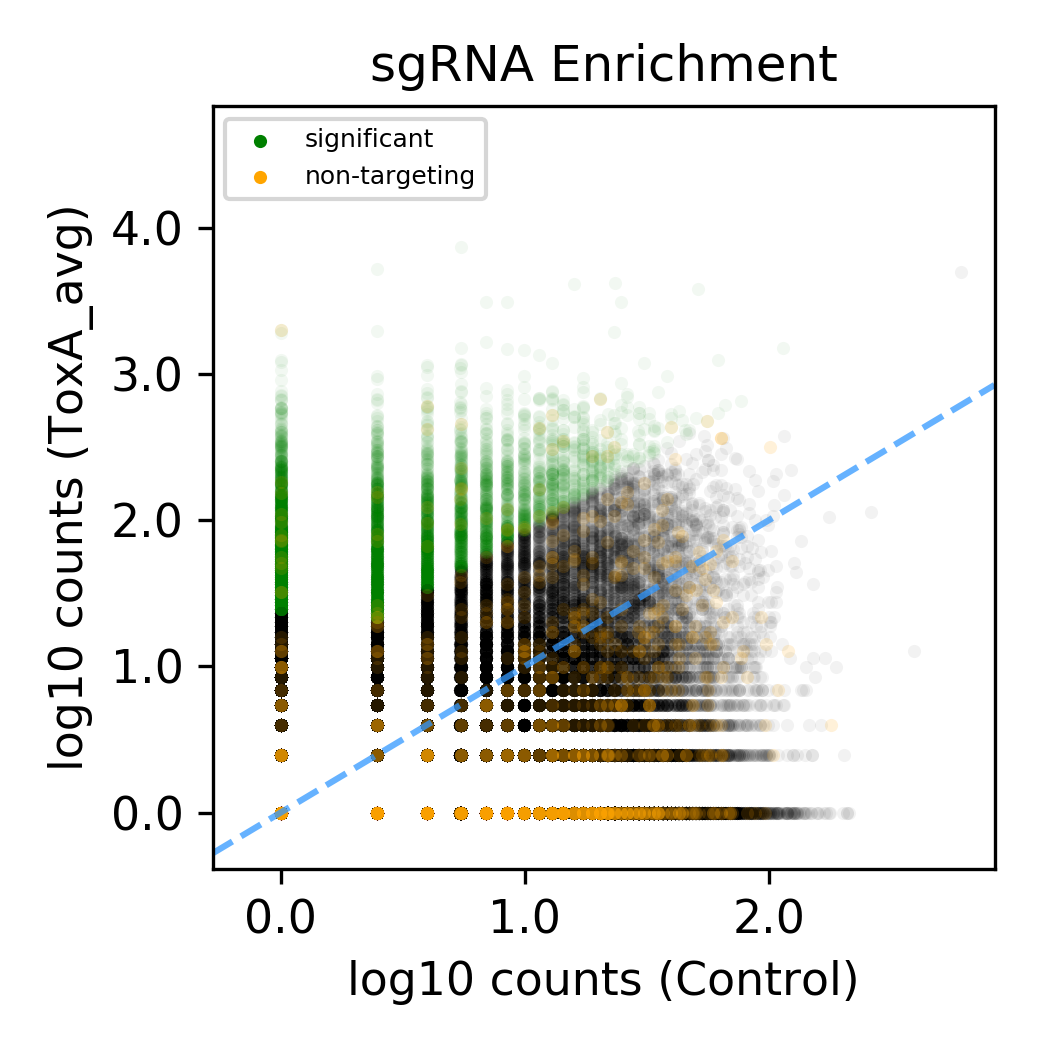 sgRNA Enrichment
significant
non-targeting
log10 counts (ToxA_avg)
4.0
3.0
2.0
1.0
0.0
0.0 1.0 2.0
log10 counts (Control)